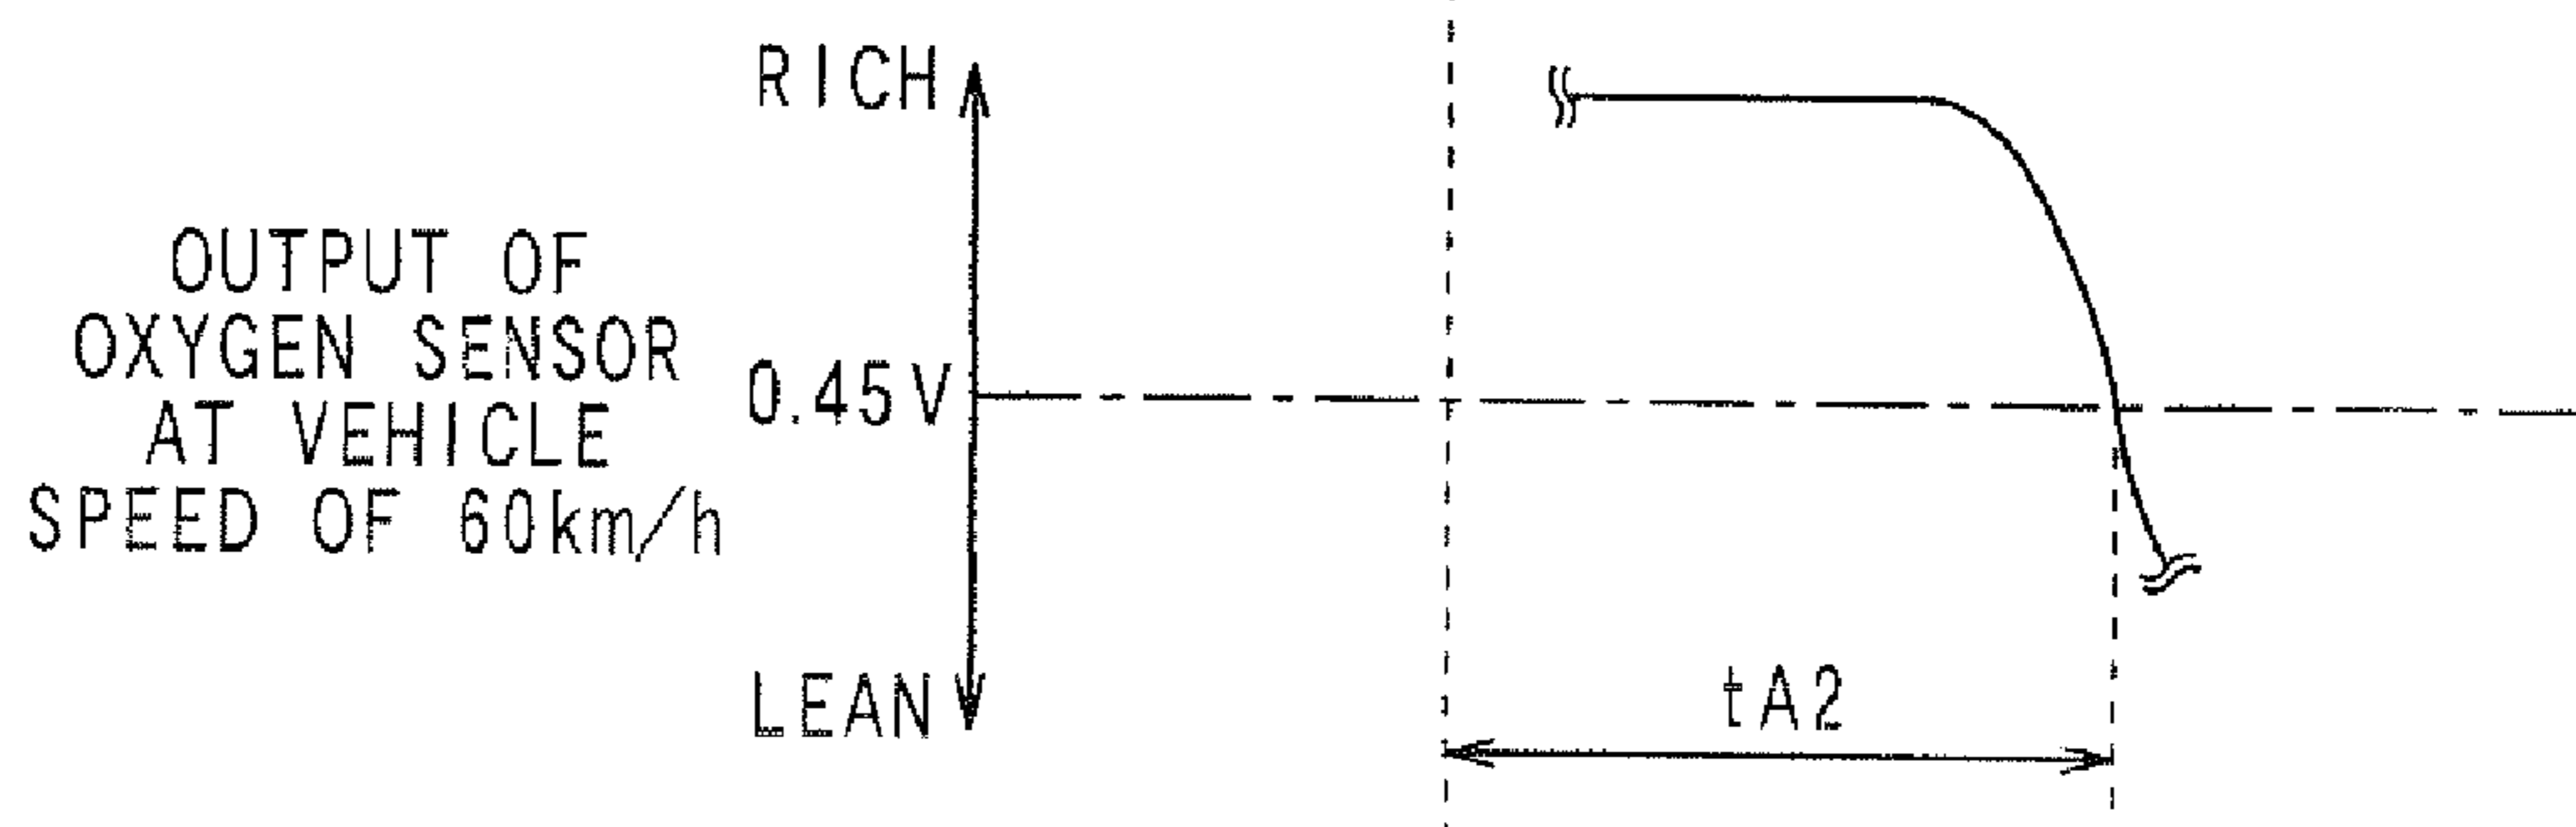 RICH
OUTPUT OF
OXYGEN SENSOR
AT VEHICLE
SPEED OF 60km/h
0.45V
LEAN
tA2